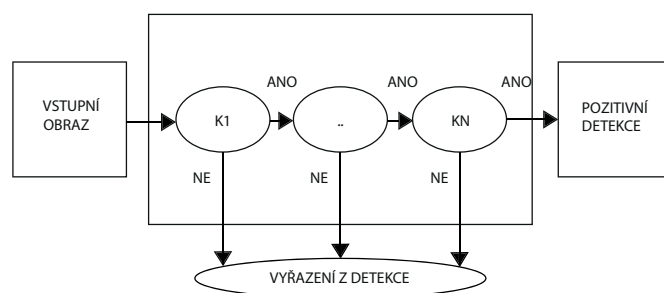 VSTUPNÍ
OBRAZ
K1
ANO
..
ANO
KN
ANO
POZITIVNÍ
DETEKCE
NE
NE
NE
VYŘAZENÍ Z DETEKCE